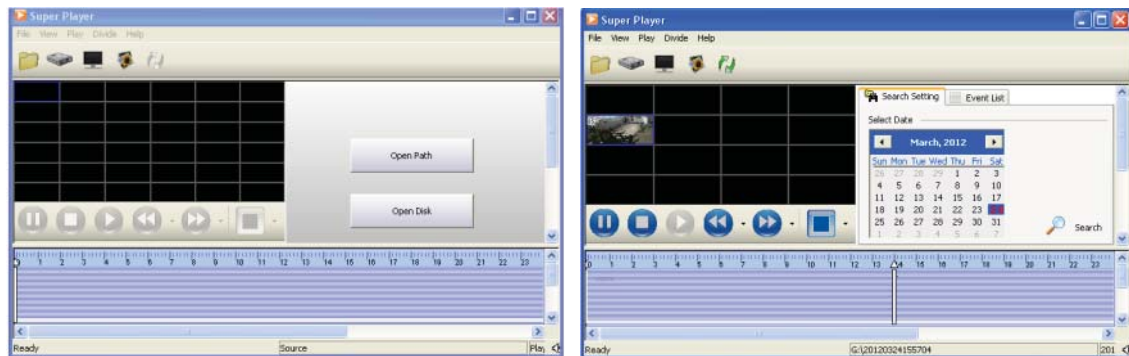 Super Player
File View Play Divide Help
Open Path
Open Disk
0 1 2 3 4 5 6 7 8 9 10 11 12 13 14 15 16 17 18 19 20 21 22 23
Ready Source Play
Super Player
File View Play Divide Help
Search Setting Event List
Select Date
March, 2012
Sun Mon Tue Wed Thu Fri Sat
26 27 28 29 1 2 3
4 5 6 7 8 9 10
11 12 13 14 15 16 17
18 19 20 21 22 23
25 26 27 28 29 30 31
1 2 3 4 5 6 7
Search
0 1 2 3 4 5 6 7 8 9 10 11 12 13 14 15 16 17 18 19 20 21 22 23
Ready G:\20120324155704 201